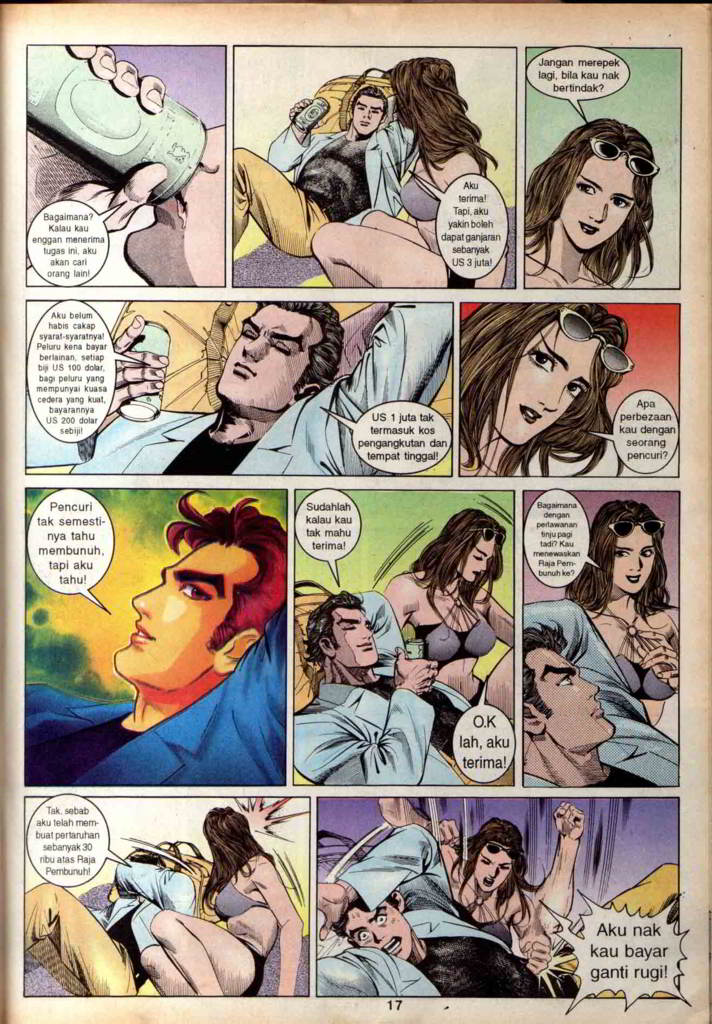 Bagaimana?
Kalau kau
enggan menerima
tugas ini, aku
akan cari
orang lain!
Aku
terima!
Tapi, aku
yakin boleh
dapat ganjaran
sebanyak
US 3 juta!
Jangan merepek
lagi, bila kau nak
bertindak?
Aku belum
habis cakap
syarat-syaratnya!
Peluru kena bayar
berlainan, setiap
biji US 100 dolar,
bagi peluru yang
mempunyai kuasa
cedera yang kuat,
bayarannya
US 200 dolar
sebiji!
US 1 juta tak
termasuk kos
pengangkutan dan
tempat tinggal!
Apa
perbezaan
kau dengan
seorang
pencuri?
Pencuri
tak semesti-
nya tahu
membunuh,
tapi aku
tahu!
Sudahlah
kalau kau
tak mahu
terima!
O.K
lah, aku
terima!
Bagaimana
dengan
perlawanan
tinju pagi
tadi? Kau
menewaskan
Raja Pem-
bunuh ke?
Tak, sebab
aku telah mem-
buat pertaruhan
sebanyak 30
ribu atas Raja
Pembunuh!
Aku nak
kau bayar
ganti rugi!
17